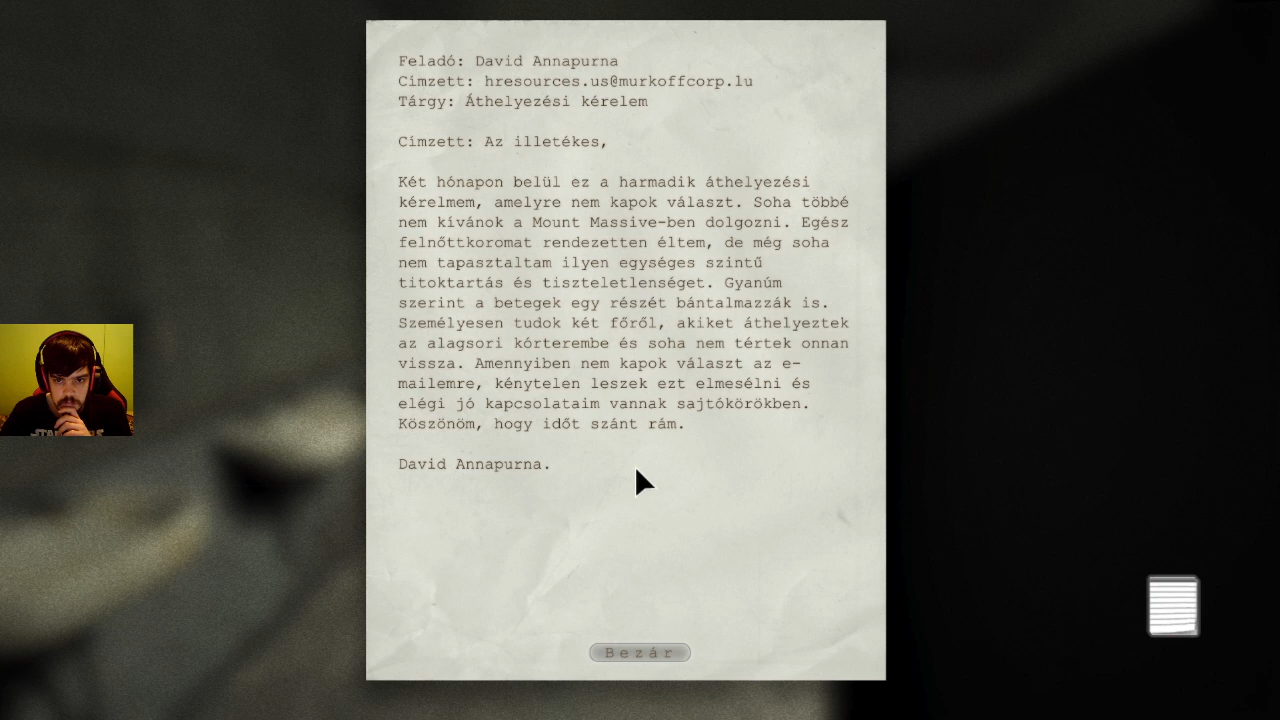 Feladó: David Annapurna
Címzett: hresources.us@murkoffcorp.lu
Tárgy: Áthelyezési kérelem
Címzett: Az illetékes,
Két hónapon belül ez a harmadik áthelyezési
kérelmem, amelyre nem kapok választ. Soha többé
nem kívánok a Mount Massive-ben dolgozni. Egész
felnőttkoromat rendezetten éltem, de még soha
nem tapasztaltam ilyen egységes szintű
titoktartás és tiszteletlenséget. Gyanúm
szerint a betegek egy részét bántalmazzák is.
Személyesen tudok két főről, akiket áthelyeztek
az alagsori kórterembe és soha nem tértek onnan
vissza. Amennyiben nem kapok választ az e-
mailemre, kénytelen leszek ezt elmesélni és
elégi jó kapcsolataim vannak sajtókörökben.
Köszönöm, hogy időt szánt rám.
David Annapurna.
Bezár